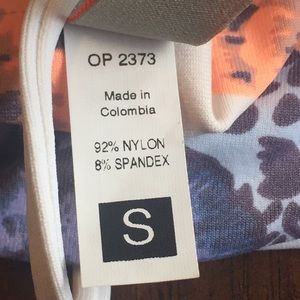 OP 2373
Made in
Colombia
92% NYLON
8% SPANDEX
S